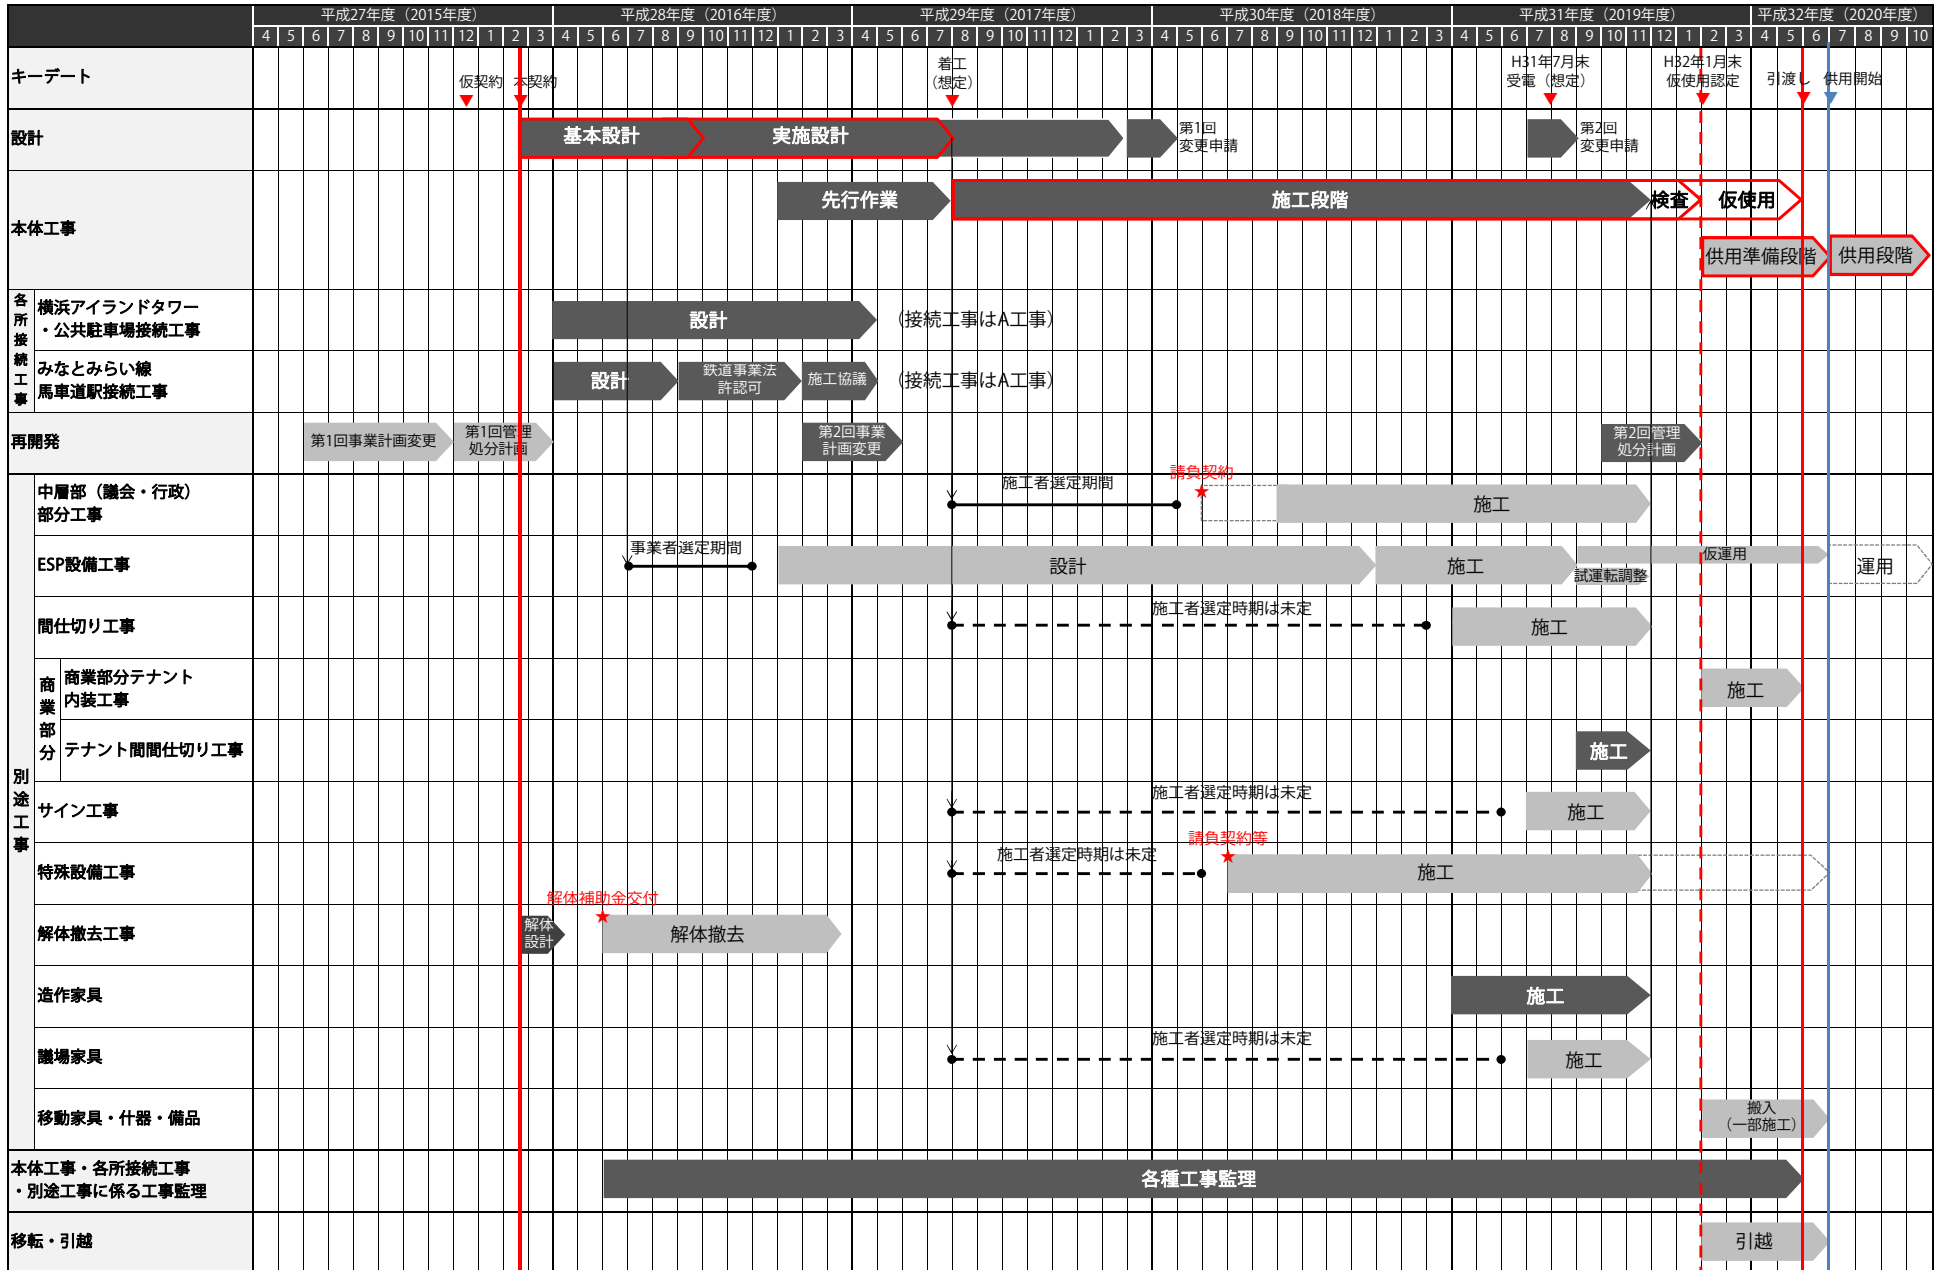 平成27年度（2015年度） 平成28年度（2016年度） 平成29年度（2017年度） 平成30年度（2018年度） 平成31年度（2019年度） 平成32年度（2020年度）
4 5 6 7 8 9 10 11 12 1 2 3 4 5 6 7 8 9 10 11 12 1 2 3 4 5 6 7 8 9 10 11 12 1 2 3 4 5 6 7 8 9 10 11 12 1 2 3 4 5 6 7 8 9 10 11 12 1 2 3 4 5 6 7 8 9 10
キーデート
仮契約 本契約
着工
（想定）
H31年7月末
受電（想定）
H32年1月末
仮使用認定
引渡し 供用開始
設計
基本設計 実施設計
第1回
変更申請
第2回
変更申請
本体工事
先行作業 施工段階 検査 仮使用
供用準備段階 供用段階
各所接続工事
横浜アイランドタワー
・公共駐車場接続工事
設計 （接続工事はA工事）
みなとみらい線
馬車道駅接続工事
設計
鉄道事業法
許認可
施工協議 （接続工事はA工事）
再開発
第1回事業計画変更
第1回管理
処分計画
第2回事業
計画変更
第2回管理
処分計画
別途工事
中層部（議会・行政）
部分工事
施工者選定期間
請負契約
施工
ESP設備工事
事業者選定期間
設計 施工
試運転調整
仮運用
運用
間仕切り工事
施工者選定時期は未定
施工
商業部分
商業部分テナント
内装工事
施工
テナント間間仕切り工事
施工
サイン工事
施工者選定時期は未定
施工
特殊設備工事
施工者選定時期は未定
請負契約等
施工
解体撤去工事
解体
設計
解体補助金交付
解体撤去
造作家具
施工
議場家具
施工者選定時期は未定
施工
移動家具・什器・備品
搬入
（一部施工）
本体工事・各所接続工事
・別途工事に係る工事監理
各種工事監理
移転・引越
引越